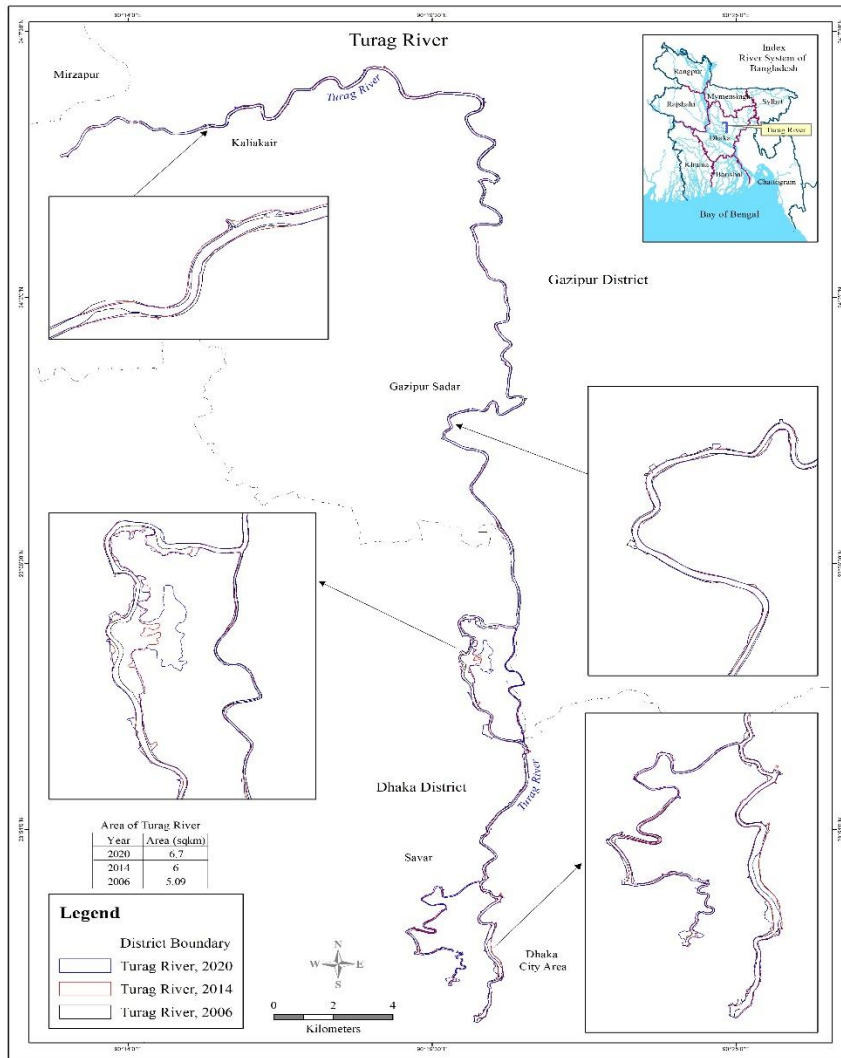 Turag River
Mirzapur
Turag River
Kaliakair
Index
River System of
Bangladesh
Rangpur
Mymensingh
Rajshahi
Sylhet
Turag River
Dhaka
Khulna
Barishal
Chattogram
Bay of Bengal
Gazipur District
Gazipur Sadar
Dhaka District
Turag River
Savar
Dhaka
City Area
Area of Turag River
Year Area (sqkm)
2020 6.7
2014 6
2006 5.09
Legend
District Boundary
Turag River, 2020
Turag River, 2014
Turag River, 2006
N
W E
S
0 2 4
Kilometers